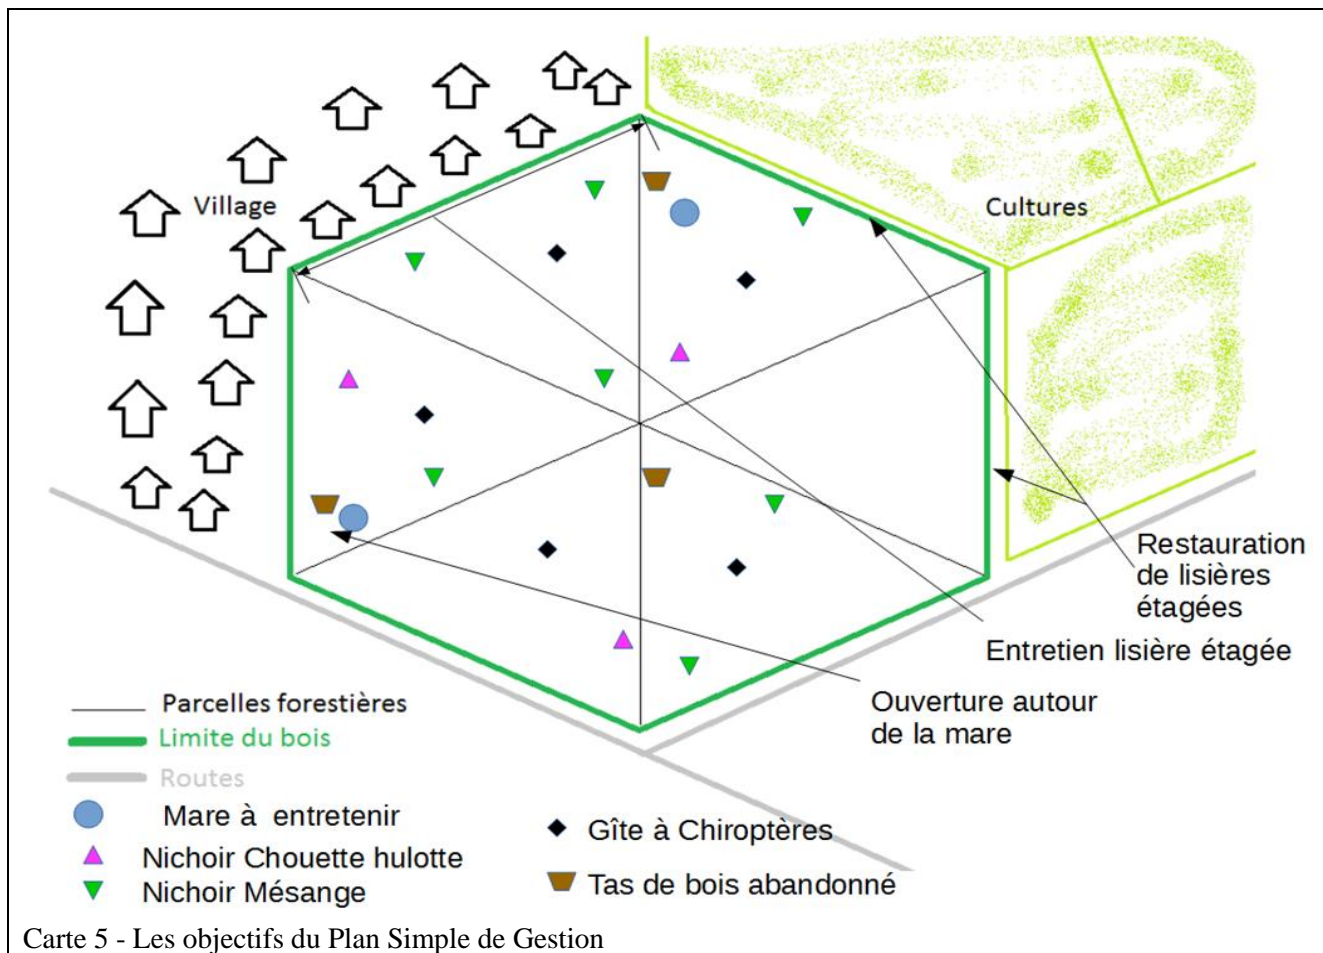 Village
Cultures
Restauration
de lisières
étagées
Entretien lisière étagée
Ouverture autour
de la mare
Parcelles forestières
Limite du bois
Routes
Mare à entretenir
Nichoir Chouette hulotte
Nichoir Mésange
Gîte à Chiroptères
Tas de bois abandonné
Carte 5 - Les objectifs du Plan Simple de Gestion